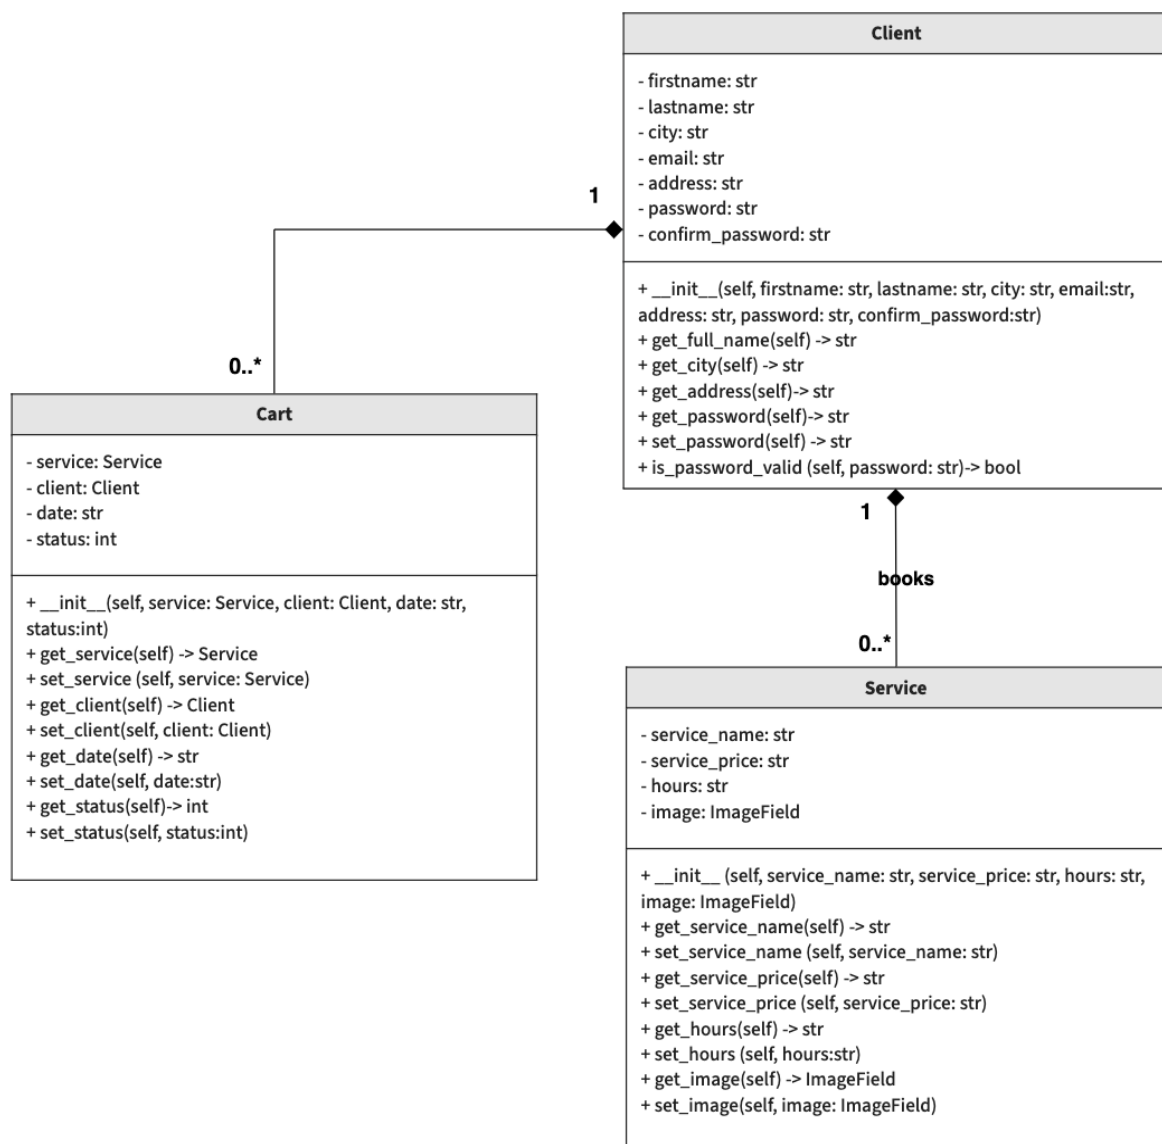 Client
- firstname: str
- lastname: str
- city: str
- email: str
- address: str
- password: str
- confirm_password: str
+ __init__(self, firstname: str, lastname: str, city: str, email:str,
address: str, password: str, confirm_password:str)
+ get_full_name(self) -> str
+ get_city(self) -> str
+ get_address(self)-> str
+ get_password(self)-> str
+ set_password(self) -> str
+ is_password_valid (self, password: str)-> bool
1
0..*
Cart
- service: Service
- client: Client
- date: str
- status: int
+ __init__(self, service: Service, client: Client, date: str,
status:int)
+ get_service(self) -> Service
+ set_service (self, service: Service)
+ get_client(self) -> Client
+ set_client(self, client: Client)
+ get_date(self) -> str
+ set_date(self, date:str)
+ get_status(self)-> int
+ set_status(self, status:int)
1
books
0..*
Service
- service_name: str
- service_price: str
- hours: str
- image: ImageField
+ __init__ (self, service_name: str, service_price: str, hours: str,
image: ImageField)
+ get_service_name(self) -> str
+ set_service_name (self, service_name: str)
+ get_service_price(self) -> str
+ set_service_price (self, service_price: str)
+ get_hours(self) -> str
+ set_hours (self, hours:str)
+ get_image(self) -> ImageField
+ set_image(self, image: ImageField)